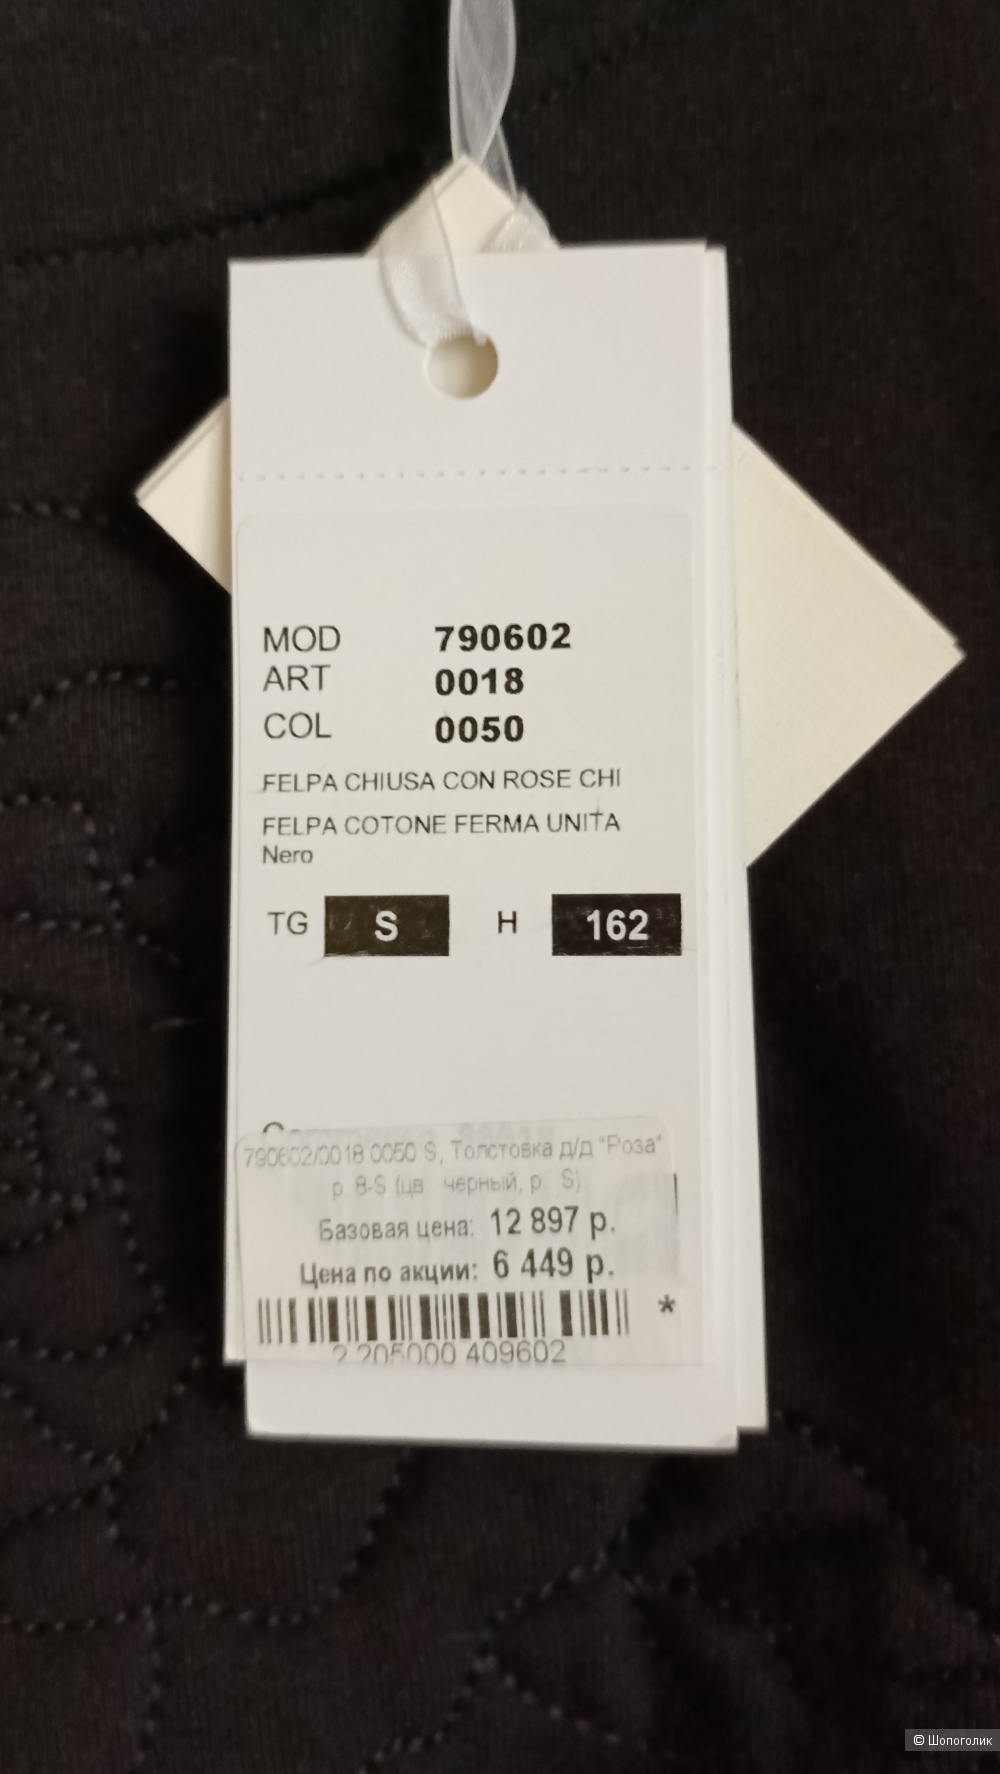 MOD 790602
ART 0018
COL 0050
FELPA CHIUSA CON ROSE CHI
FELPA COTONE FERMA UNITA
Nero
TG S H 162
790602/0018 0050 S, Толстовка д/д "Роза"
р. 8-S (цв. черный, р. S)
Базовая цена: 12 897 р.
Цена по акции: 6 449 р.
*
2 205000 409602
© Шопоголик